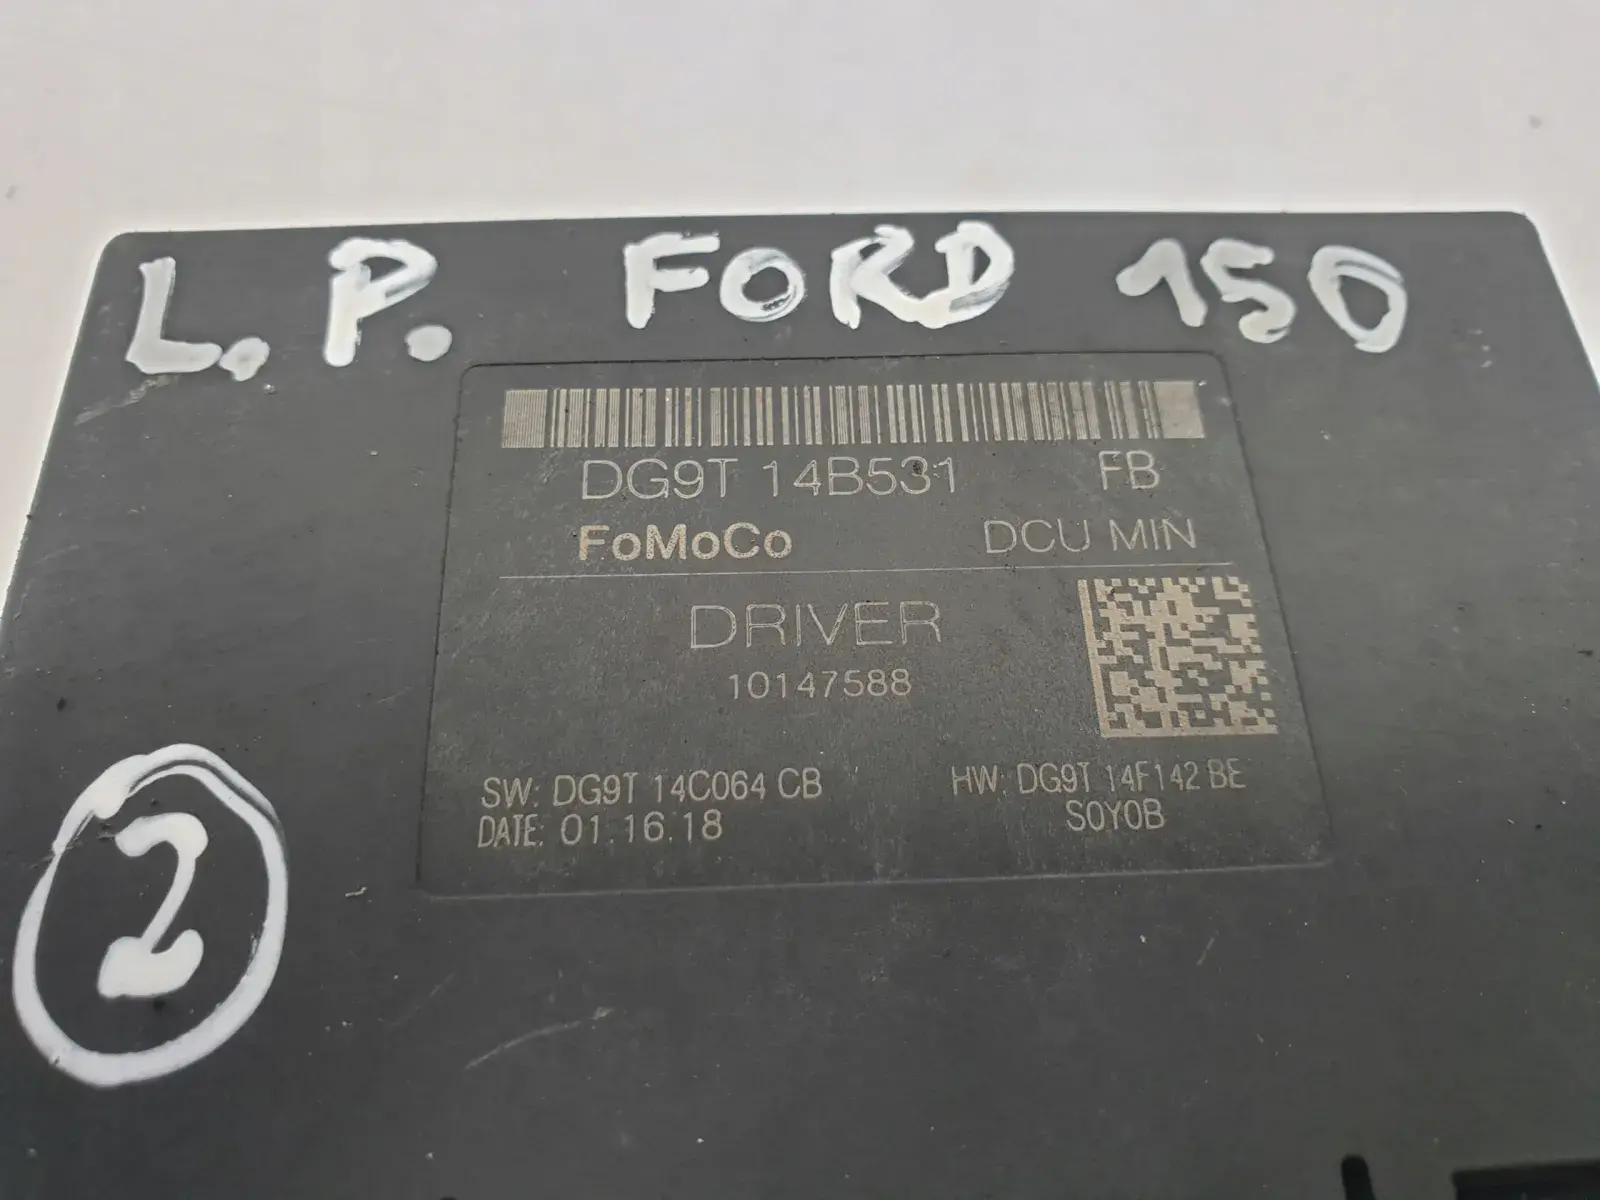 L.P. FORD 150
DG9T 14B531 FB
FoMoCo DCU MIN
DRIVER
10147588
SW: DG9T 14C064 CB HW: DG9T 14F142 BE
DATE: 01.16.18 S0Y0B
2